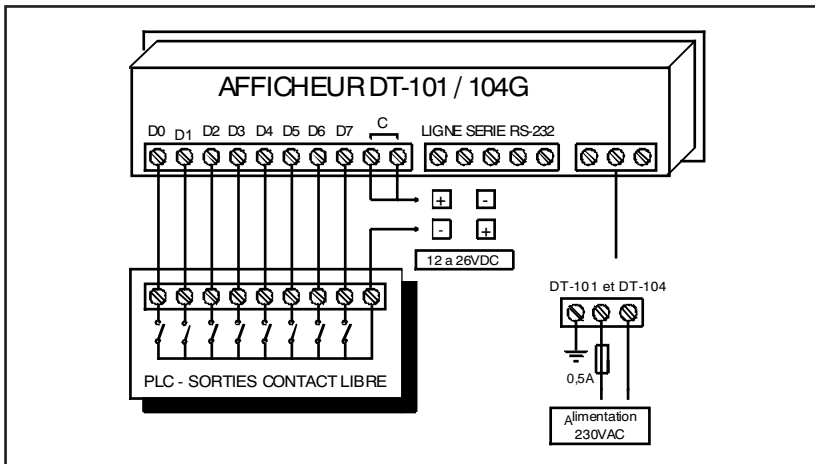 AFFICHEUR DT-101 / 104G
C
D0 D1 D2 D3 D4 D5 D6 D7 LIGNE SERIE RS-232
+ -
- +
12 a 26VDC
DT-101 et DT-104
0,5A
PLC - SORTIES CONTACT LIBRE
Alimentation
230VAC